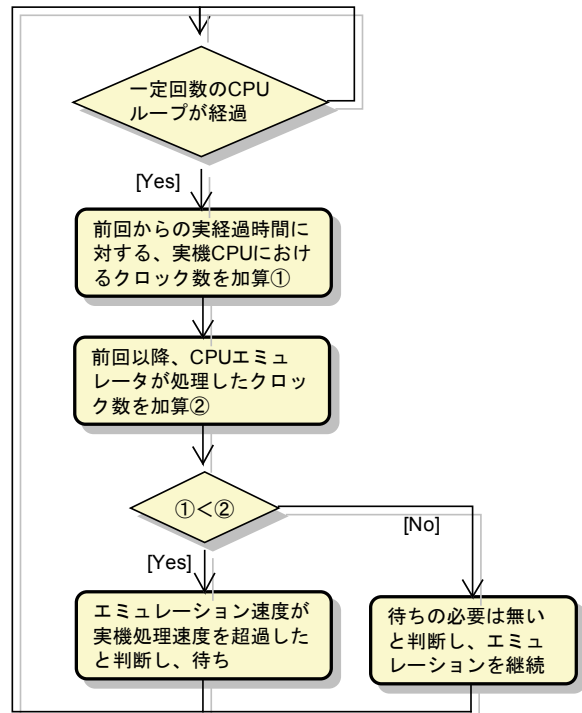 一定回数のCPU
ループが経過
[Yes]
前回からの実経過時間に
対する、実機CPUにおけ
るクロック数を加算①
前回以降、CPUエミュ
レータが処理したクロッ
ク数を加算②
①＜②
[No]
[Yes]
エミュレーション速度が
実機処理速度を超過した
と判断し、待ち
待ちの必要は無い
と判断し、エミュ
レーションを継続